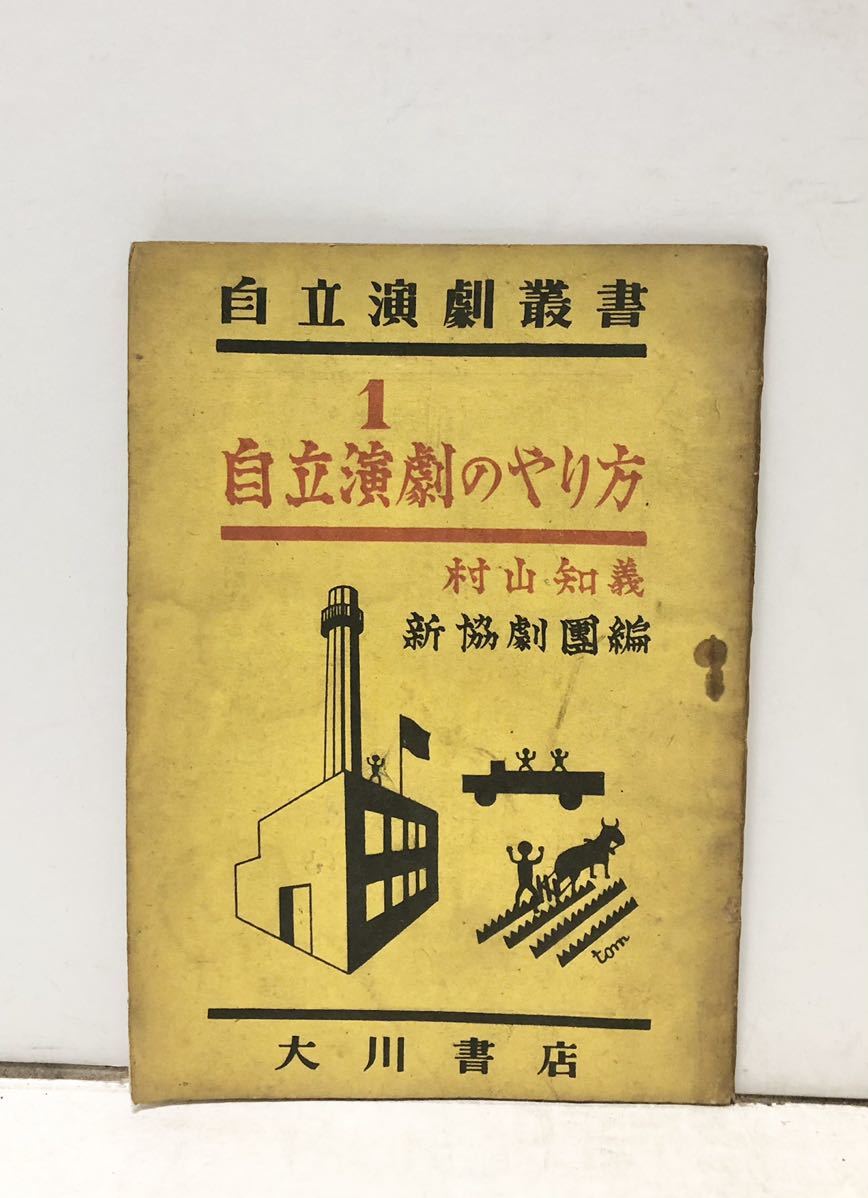 自立演劇叢書
1
自立演劇のやり方
村山知義
新協劇團編
tom
大川書店